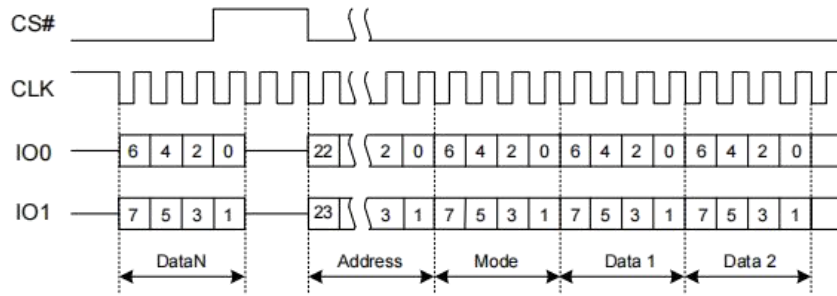 CS#
CLK
IO0 6 4 2 0 22 2 0 6 4 2 0 6 4 2 0 6 4 2 0
IO1 7 5 3 1 23 3 1 7 5 3 1 7 5 3 1 7 5 3 1
DataN Address Mode Data 1 Data 2